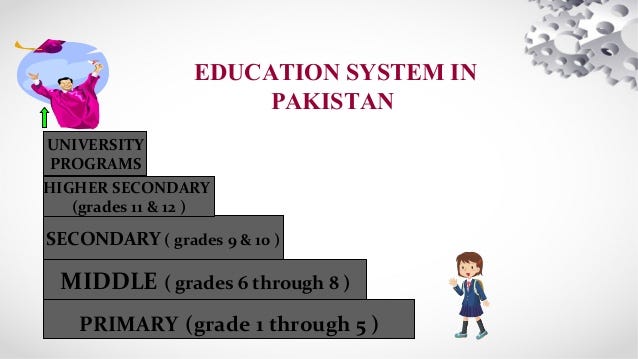 EDUCATION SYSTEM IN
PAKISTAN
UNIVERSITY
PROGRAMS
HIGHER SECONDARY
(grades 11 & 12 )
SECONDARY ( grades 9 & 10 )
MIDDLE ( grades 6 through 8 )
PRIMARY (grade 1 through 5 )